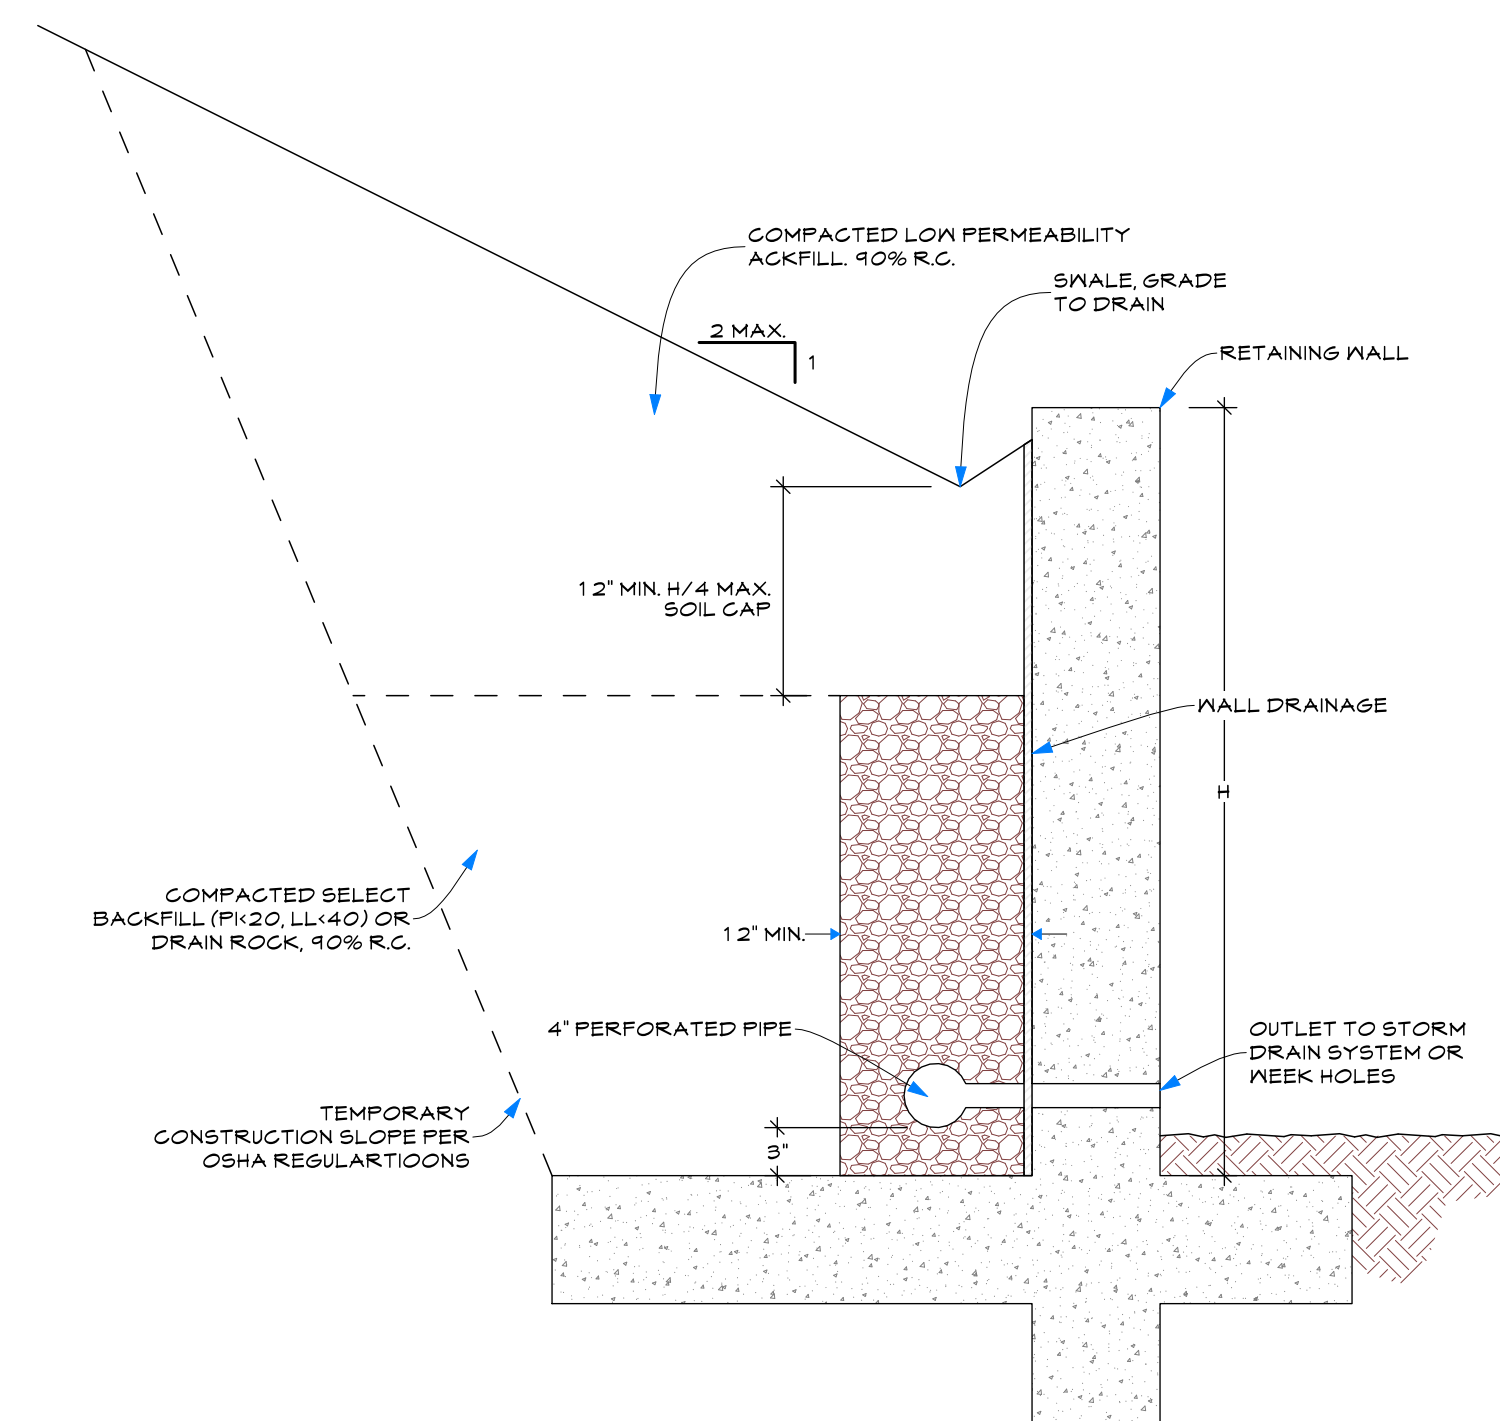 COMPACTED LOW PERMEABILITY
ACKFILL. 90% R.C.
SWALE, GRADE
TO DRAIN
2 MAX.
1
RETAINING WALL
12" MIN. H/4 MAX.
SOIL CAP
WALL DRAINAGE
H
COMPACTED SELECT
BACKFILL (PI<20, LL<40) OR
DRAIN ROCK, 90% R.C.
12" MIN.
4" PERFORATED PIPE
OUTLET TO STORM
DRAIN SYSTEM OR
WEEK HOLES
TEMPORARY
CONSTRUCTION SLOPE PER
OSHA REGULARTIOONS
3"